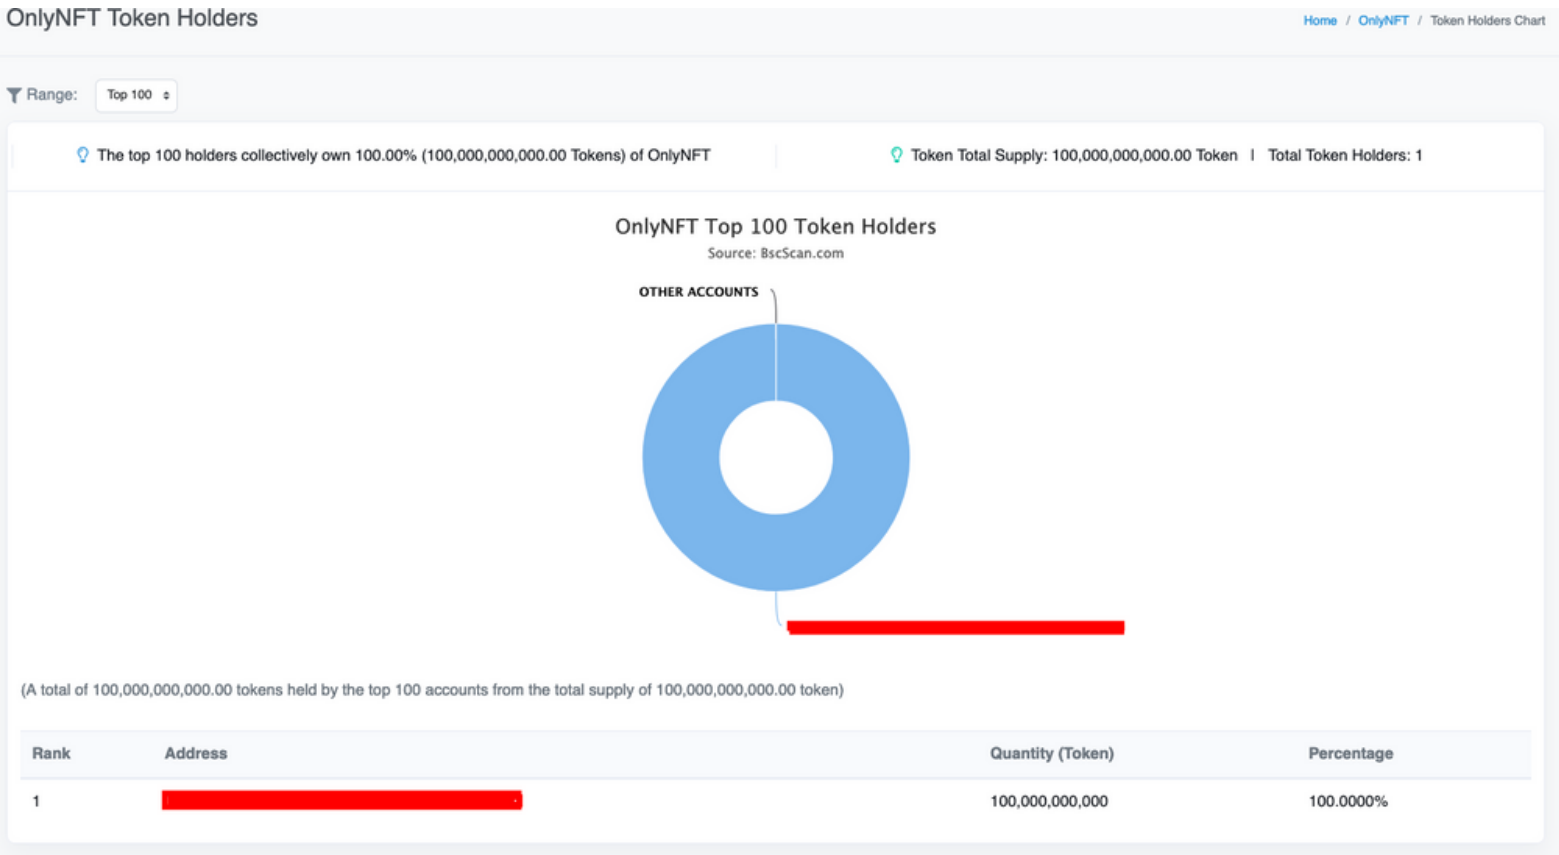 OnlyNFT Token Holders
Home / OnlyNFT / Token Holders Chart
Range: Top 100
The top 100 holders collectively own 100.00% (100,000,000,000.00 Tokens) of OnlyNFT
Token Total Supply: 100,000,000,000.00 Token | Total Token Holders: 1
OnlyNFT Top 100 Token Holders
Source: BscScan.com
OTHER ACCOUNTS
(A total of 100,000,000,000.00 tokens held by the top 100 accounts from the total supply of 100,000,000,000.00 token)
Rank Address Quantity (Token) Percentage
1 100,000,000,000 100.0000%